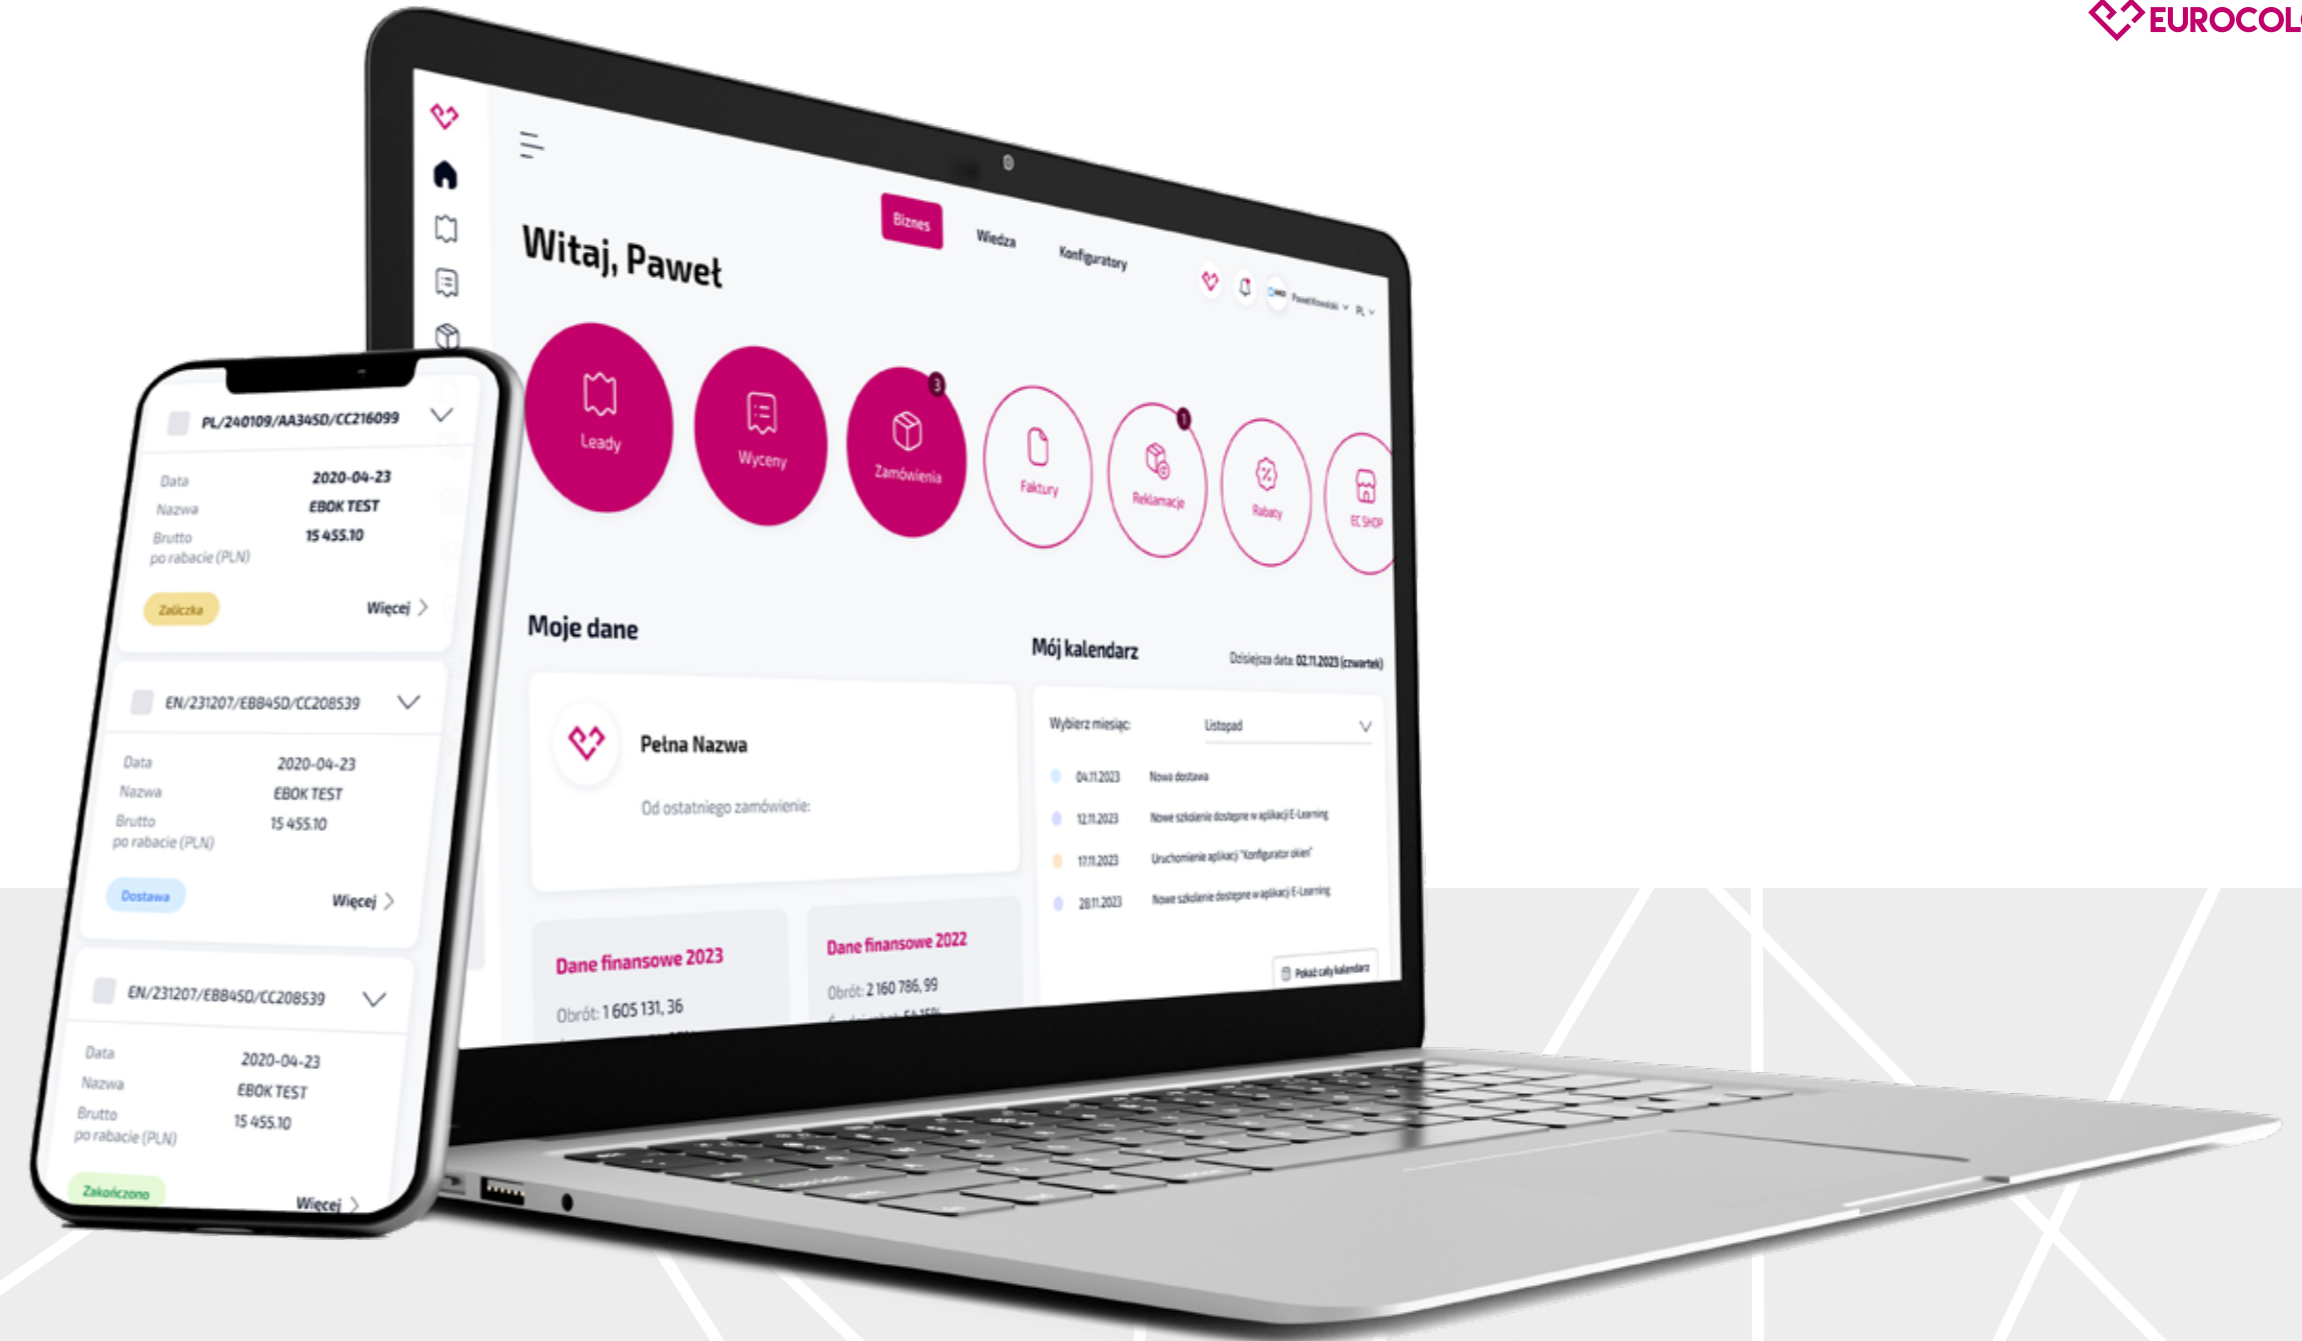 EUROCOL
Biznes
Wiedza
Konfiguratory
Paweł Kowalski
PL
Witaj, Paweł
Leady
Wyceny
3
Zamówienia
Faktury
1
Reklamacje
Rabaty
EC SHOP
Moje dane
Pełna Nazwa
Od ostatniego zamówienie:
Dane finansowe 2023
Obrót: 1 605 131, 36
Dane finansowe 2022
Obrót: 2 160 786, 99
Mój kalendarz
Dzisiejsza data: 02.11.2023 (czwartek)
Wybierz miesiąc:
Listopad
04.11.2023 Nowa dostawa
12.11.2023 Nowe szkolenie dostępne w aplikacji E-Learning
17.11.2023 Uruchomienie aplikacji "Konfigurator okien"
28.11.2023 Nowe szkolenie dostępne w aplikacji E-Learning
Pokaż cały kalendarz
PL/240109/AA345D/CC216099
Data 2020-04-23
Nazwa EBOK TEST
Brutto 15 455.10
po rabacie (PLN)
Zaliczka
Więcej
EN/231207/EBB45D/CC208539
Data 2020-04-23
Nazwa EBOK TEST
Brutto 15 455.10
po rabacie (PLN)
Dostawa
Więcej
EN/231207/EBB45D/CC208539
Data 2020-04-23
Nazwa EBOK TEST
Brutto 15 455.10
po rabacie (PLN)
Zakończono
Więcej